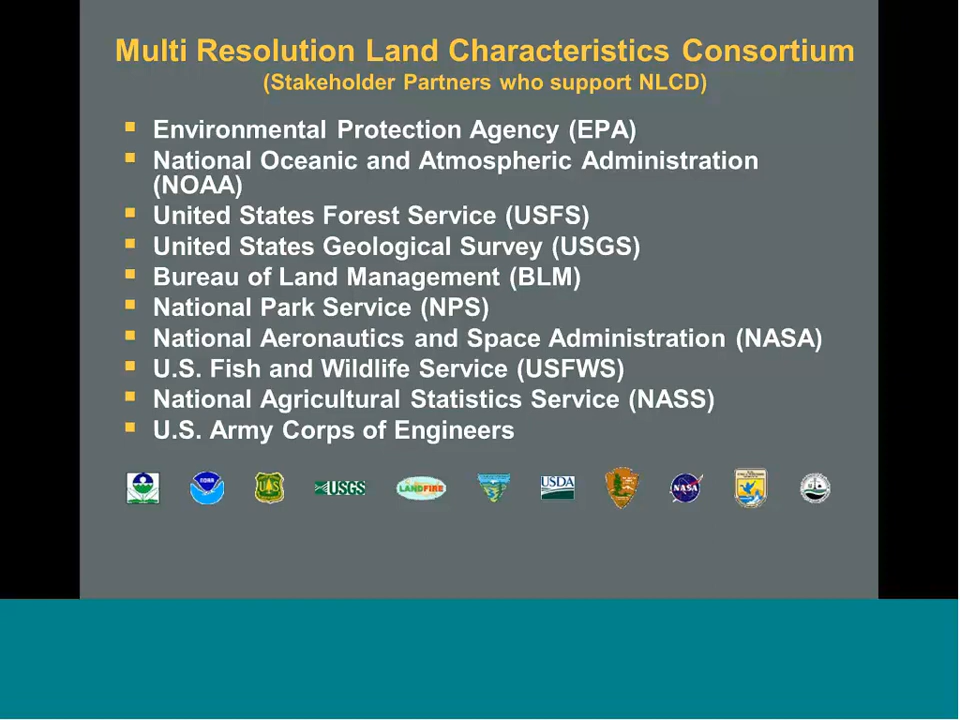 Multi Resolution Land Characteristics Consortium
(Stakeholder Partners who support NLCD)
Environmental Protection Agency (EPA)
National Oceanic and Atmospheric Administration
(NOAA)
United States Forest Service (USFS)
United States Geological Survey (USGS)
Bureau of Land Management (BLM)
National Park Service (NPS)
National Aeronautics and Space Administration (NASA)
U.S. Fish and Wildlife Service (USFWS)
National Agricultural Statistics Service (NASS)
U.S. Army Corps of Engineers
USGS LANDFIRE USDA NASA